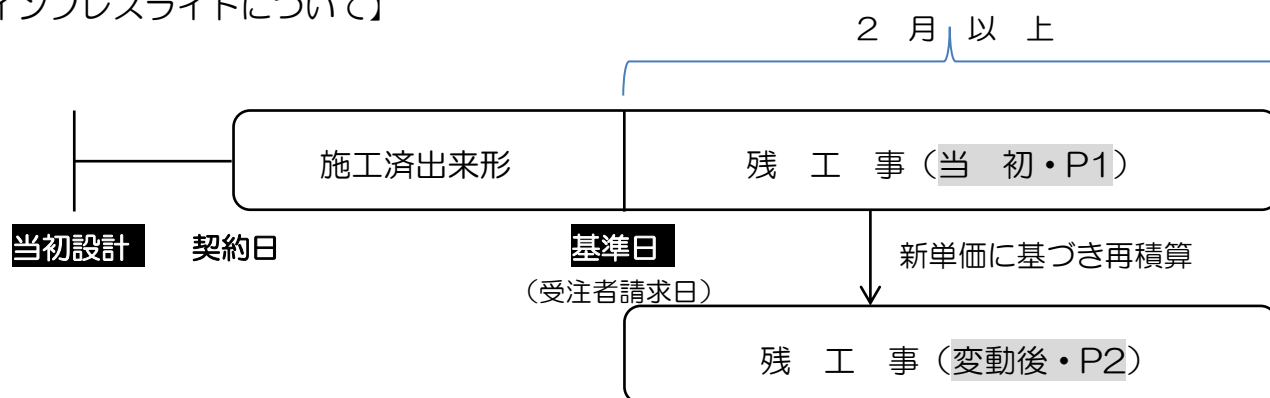 インフレスライドについて】
２ 月 以 上
施工済出来形
残 工 事（当 初・P1）
当初設計 契約日 基準日
新単価に基づき再積算
（受注者請求日）
残 工 事（変動後・P2）